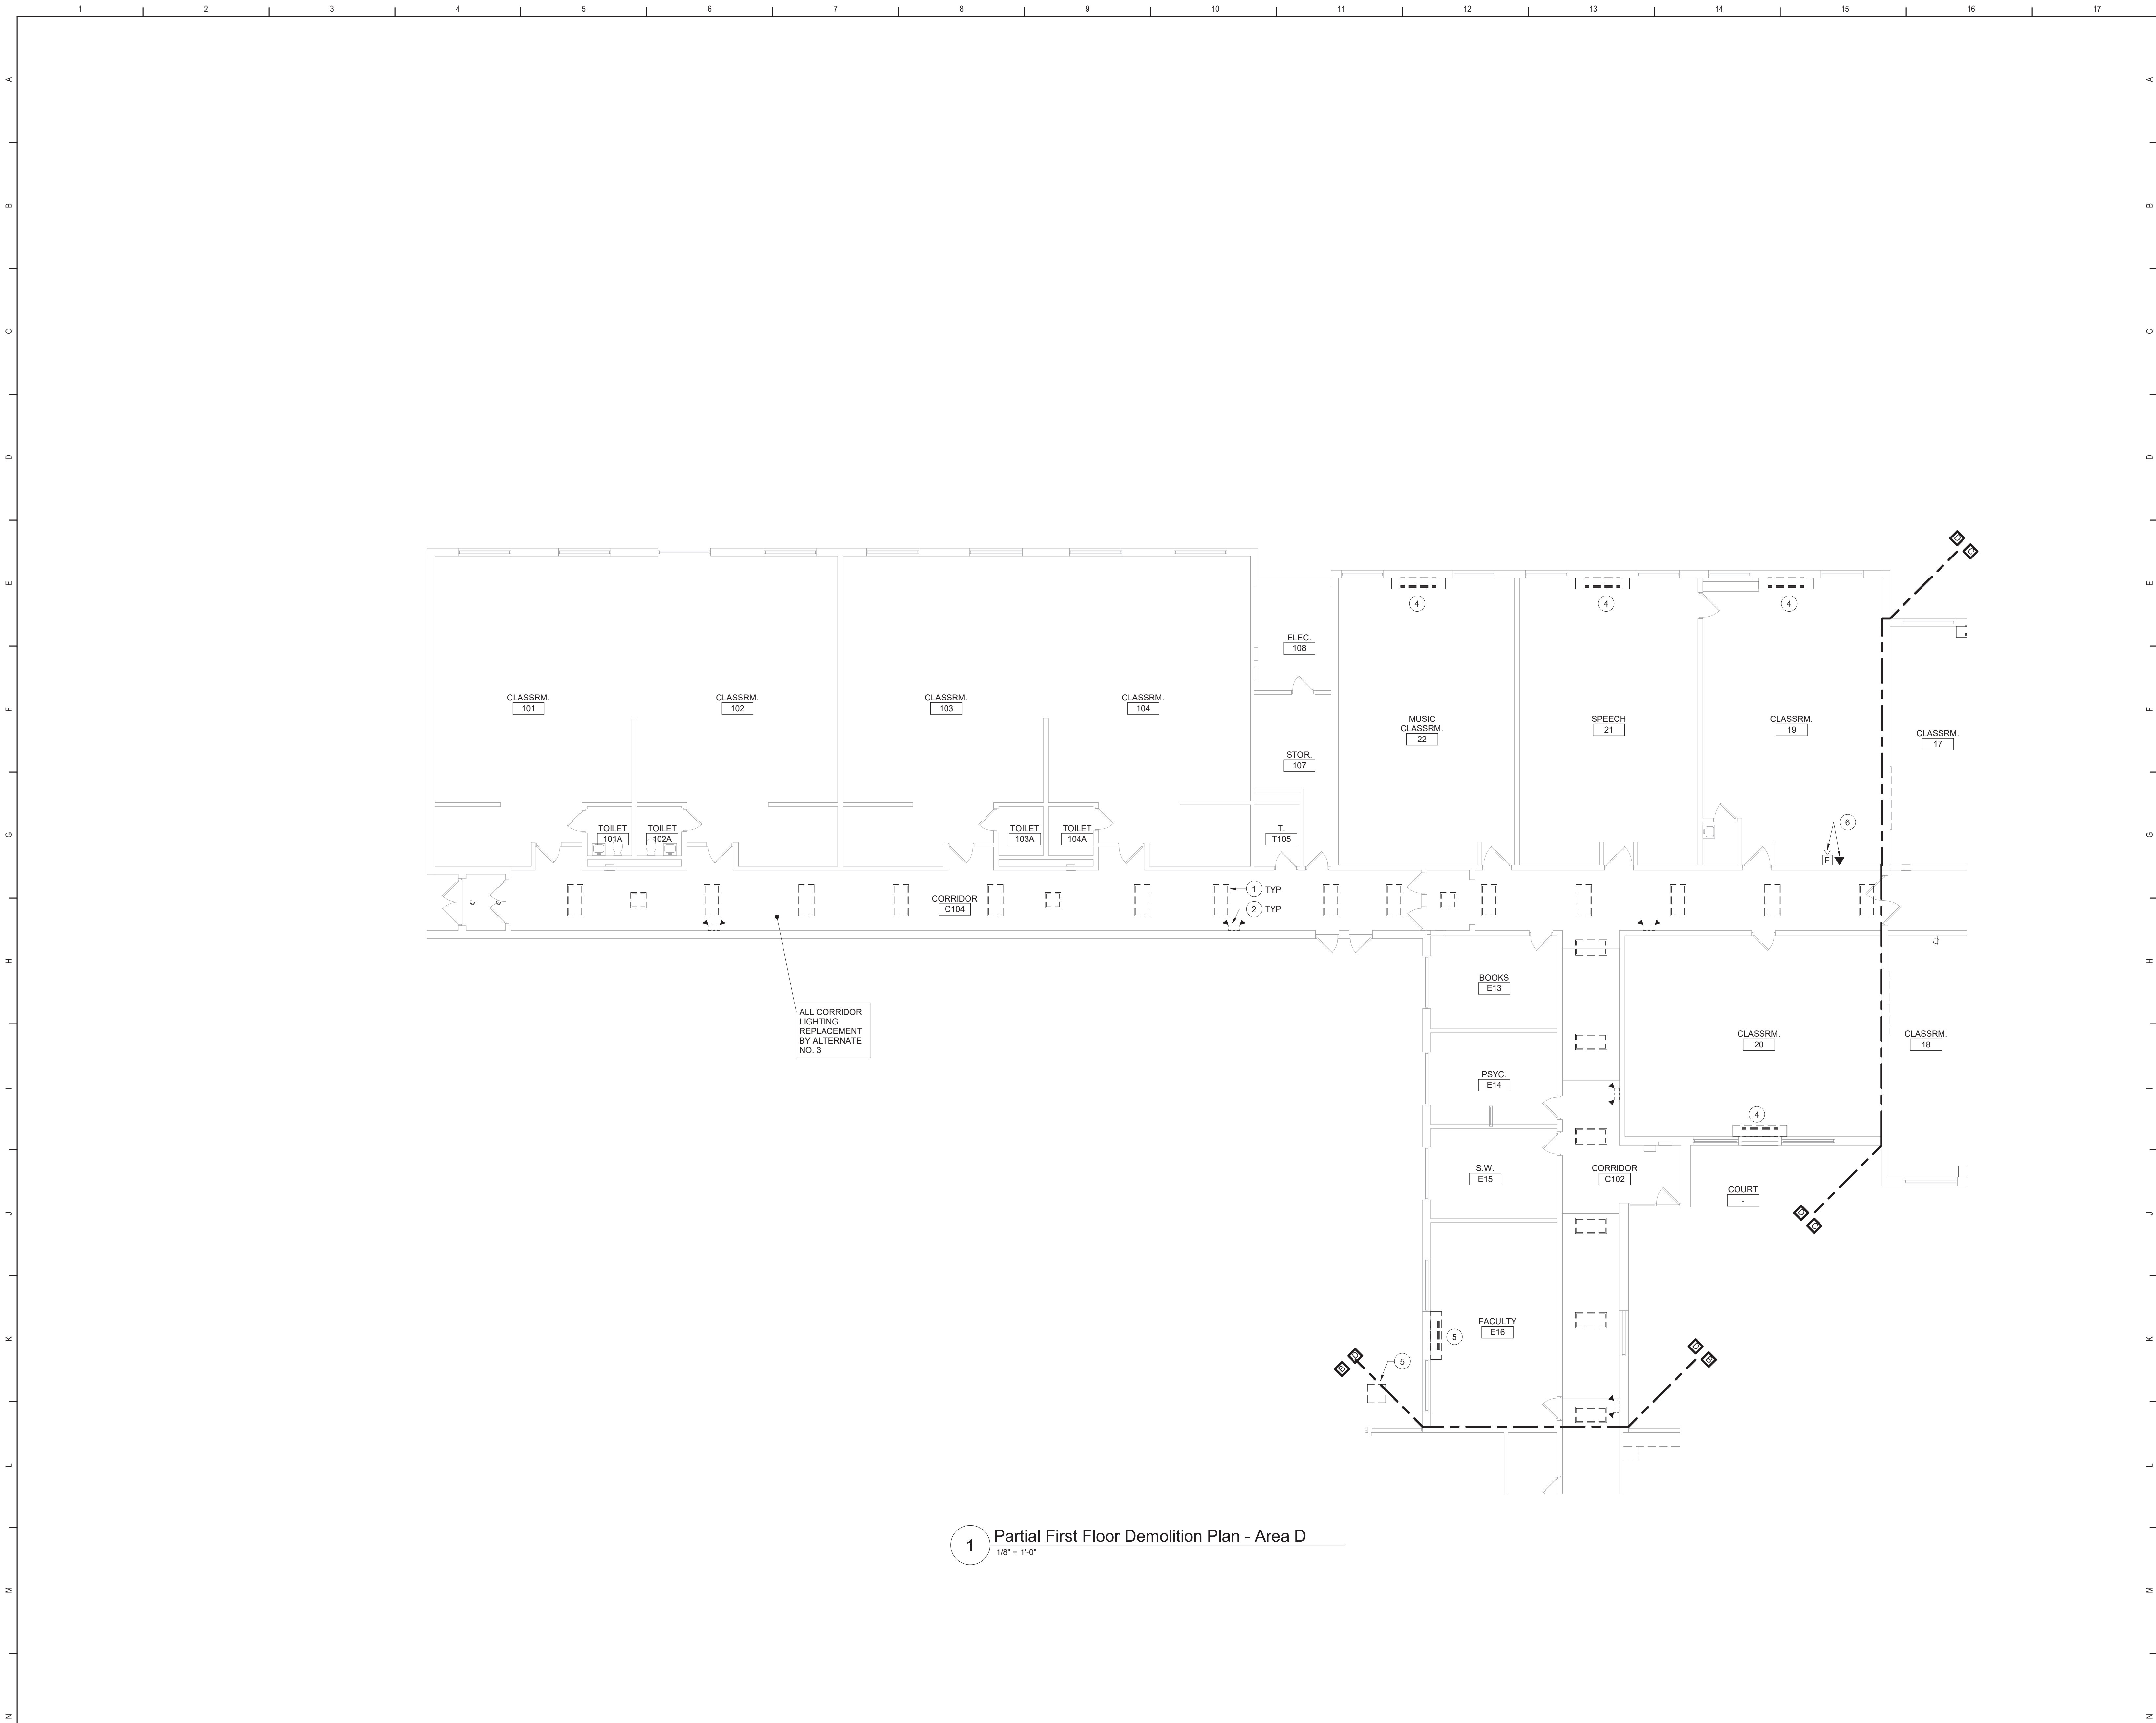 1 2 3 4 5 6 7 8 9 10 11 12 13 14 15 16 17
A A
B B
C C
D D
E E
F F
G G
H H
I I
J J
K K
L L
M M
N N
D
C
4
4
4
ELEC.
108
CLASSRM.
101
CLASSRM.
102
CLASSRM.
103
CLASSRM.
104
MUSIC
CLASSRM.
22
SPEECH
21
CLASSRM.
19
CLASSRM.
17
STOR.
107
TOILET
101A
TOILET
102A
TOILET
103A
TOILET
104A
T.
T105
6
F
1 TYP
2 TYP
CORRIDOR
C104
BOOKS
E13
ALL CORRIDOR
LIGHTING
REPLACEMENT
BY ALTERNATE
NO. 3
CLASSRM.
20
CLASSRM.
18
PSYC.
E14
4
S.W.
E15
CORRIDOR
C102
COURT
-
D
C
FACULTY
E16
5
5
D
B
D
B
1
Partial First Floor Demolition Plan - Area D
1/8" = 1'-0"